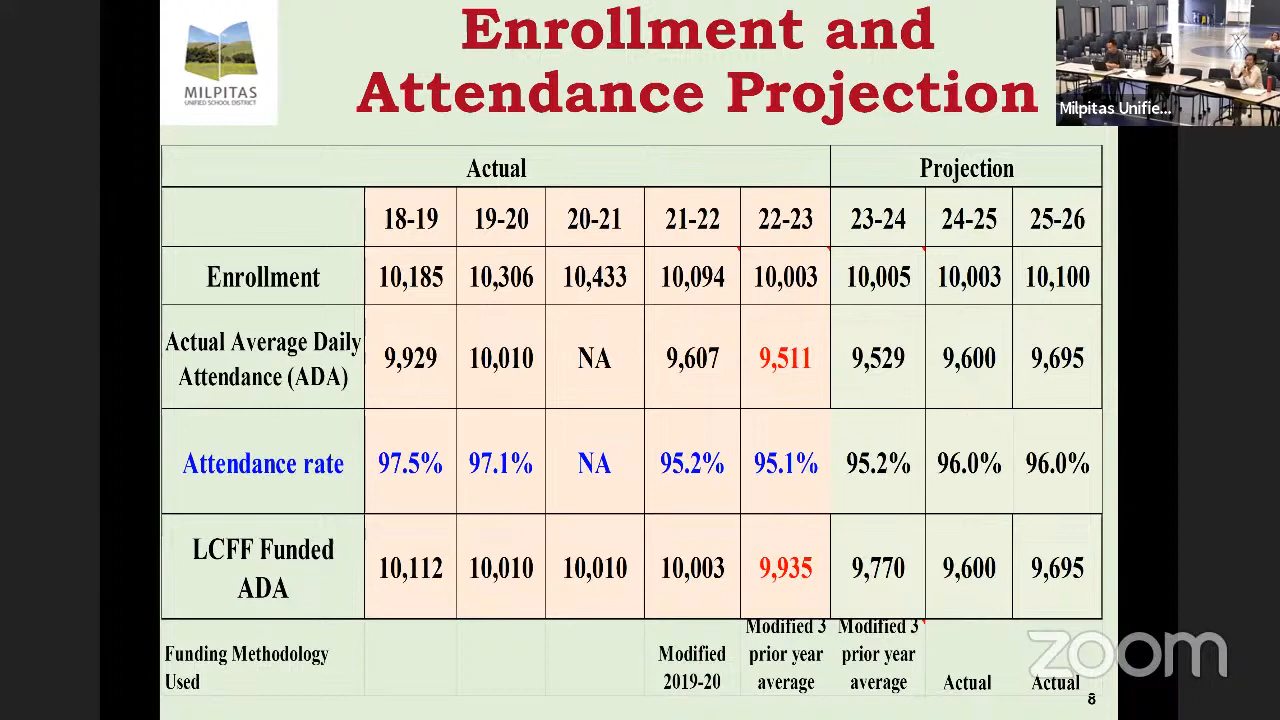 Enrollment and
Attendance Projection
MILPITAS
UNIFIED SCHOOL DISTRICT
Milpitas Unifie...
Actual Projection
18-19 19-20 20-21 21-22 22-23 23-24 24-25 25-26
Enrollment 10,185 10,306 10,433 10,094 10,003 10,005 10,003 10,100
Actual Average Daily
Attendance (ADA) 9,929 10,010 NA 9,607 9,511 9,529 9,600 9,695
Attendance rate 97.5% 97.1% NA 95.2% 95.1% 95.2% 96.0% 96.0%
LCFF Funded
ADA 10,112 10,010 10,010 10,003 9,935 9,770 9,600 9,695
Funding Methodology
Used
Modified
2019-20
Modified 3
prior year
average
Modified 3
prior year
average
Actual
Actual
zoom
8